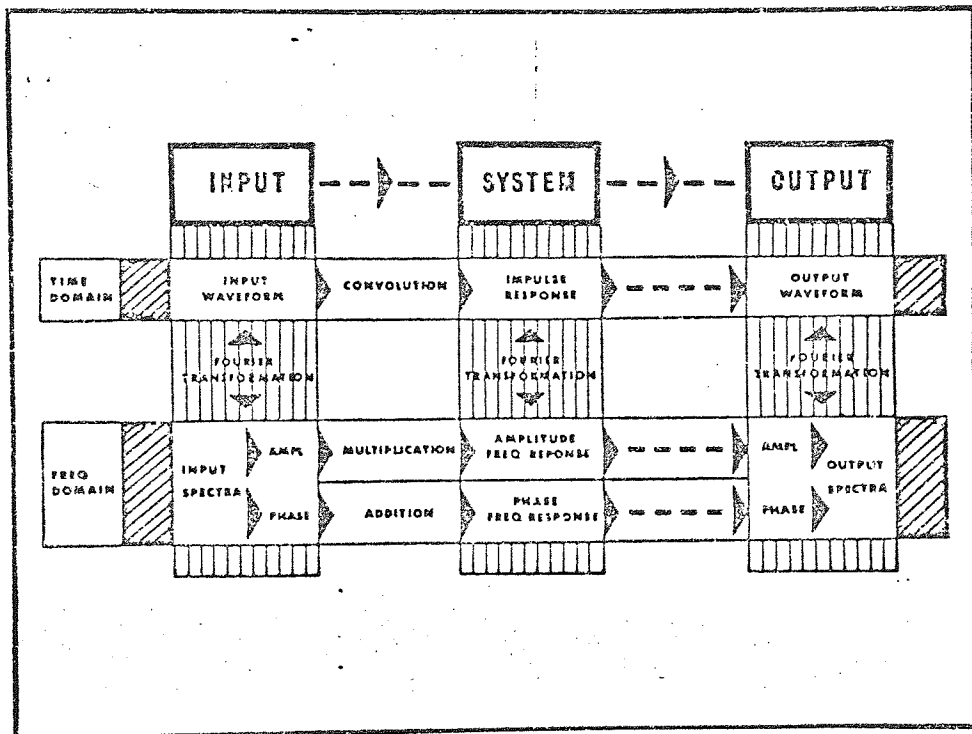 INPUT
SYSTEM
OUTPUT
TIME
DOMAIN
INPUT
WAVEFORM
CONVOLUTION
IMPULSE
RESPONSE
OUTPUT
WAVEFORM
FOURIER
TRANSFORMATION
FOURIER
TRANSFORMATION
FOURIER
TRANSFORMATION
FREQ
DOMAIN
INPUT
SPECTRA
AMPL
MULTIPLICATION
AMPLITUDE
FREQ REPONSE
AMPL
OUTPUT
SPECTRA
PHASE
ADDITION
PHASE
FREQ RESPONSE
PHASE